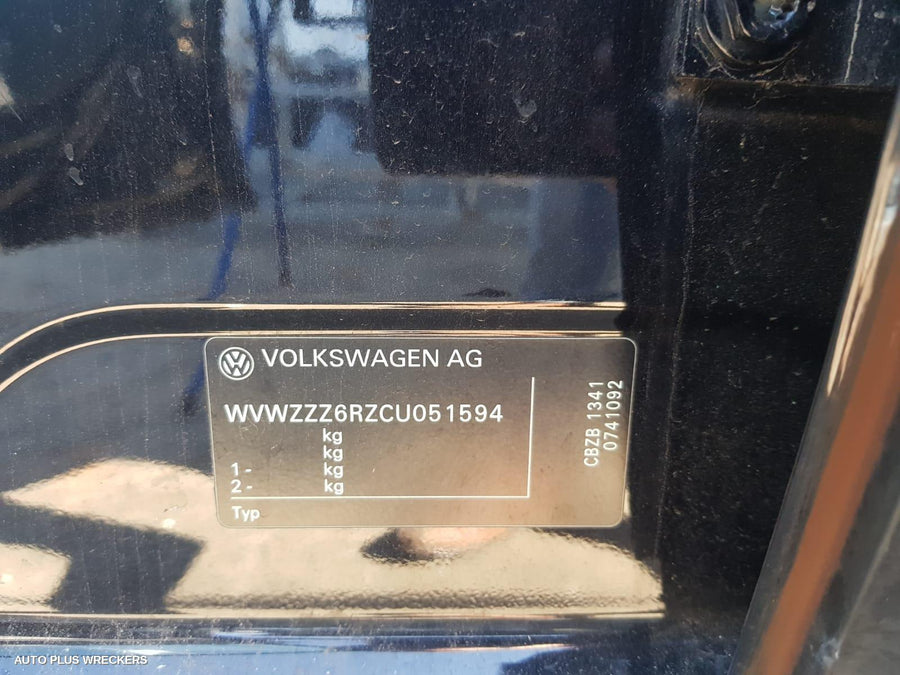 VOLKSWAGEN AG
WVWZZZ6RZCU051594
kg
kg
1- kg
2- kg
Typ
CBZB 1341
0741092
AUTO PLUS WRECKERS